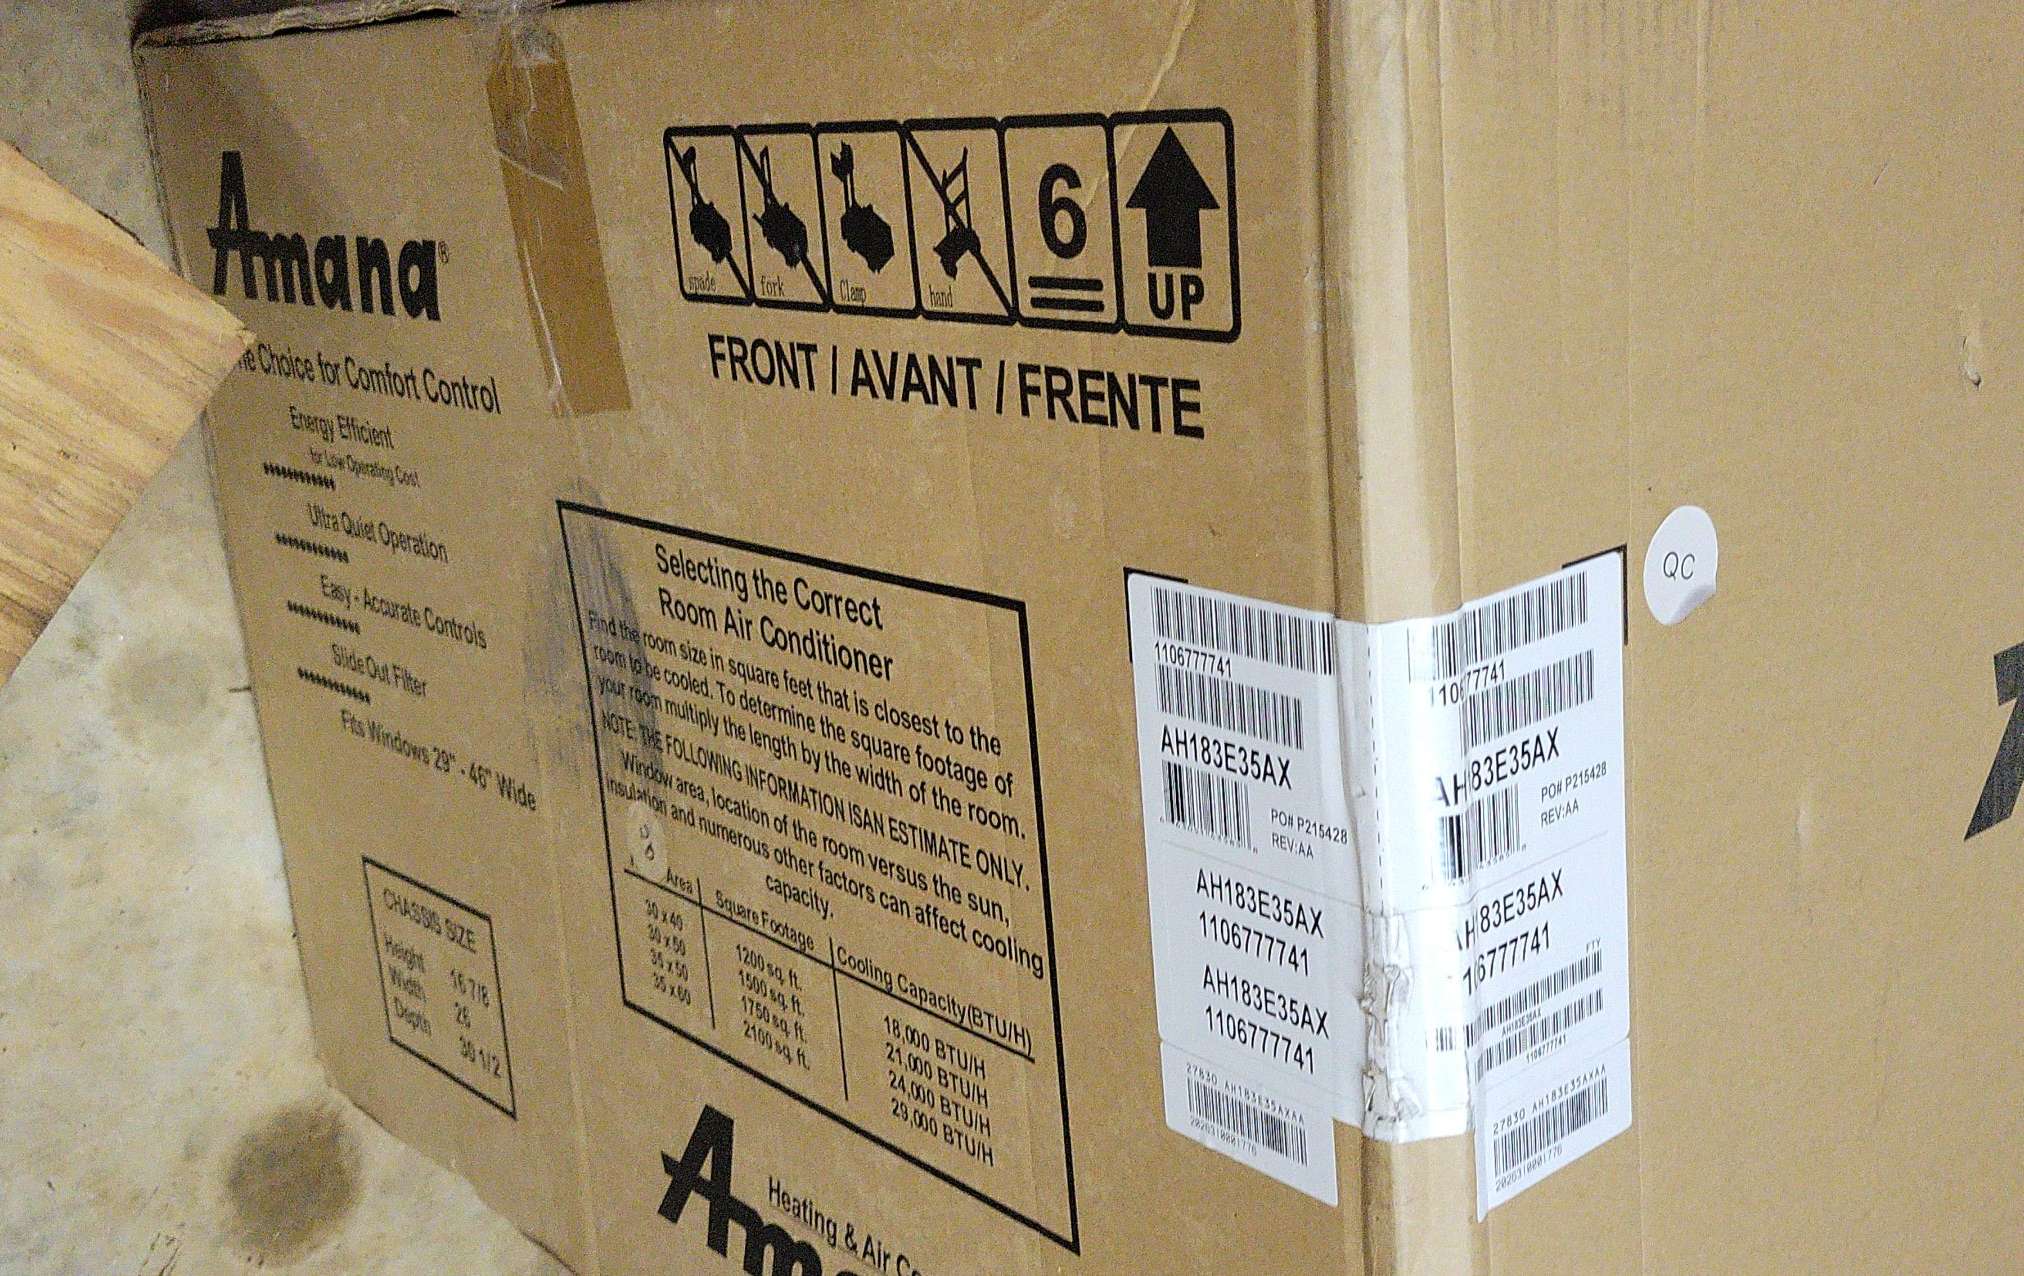 Amana®
Choice for Comfort Control
Energy Efficient
for Low Operating Cost
Ultra Quiet Operation
Easy - Accurate Controls
Slide Out Filter
Fits Windows 29" - 46" Wide
CHASSIS SIZE
Height 16 7/8
Width 26
Depth 30 1/2
spade
fork
Clamp
hand
6
UP
FRONT / AVANT / FRENTE
Selecting the Correct
Room Air Conditioner
Find the room size in square feet that is closest to the
room to be cooled. To determine the square footage of
your room multiply the length by the width of the room.
NOTE: THE FOLLOWING INFORMATION ISAN ESTIMATE ONLY.
Window area, location of the room versus the sun,
insulation and numerous other factors can affect cooling
capacity.
Area Square Footage Cooling Capacity(BTU/H)
30 x 40 1200 sq. ft. 18,000 BTU/H
30 x 50 1500 sq. ft. 21,000 BTU/H
35 x 50 1750 sq. ft. 24,000 BTU/H
35 x 60 2100 sq. ft. 29,000 BTU/H
Heating & Air
1106777741
AH183E35AX
PO# P215428
REV:AA
AH183E35AX
1106777741
AH183E35AX
1106777741
27830 AH183E35AXAA
QC
1106777741
AH183E35AX
PO# P215428
REV:AA
AH183E35AX
1106777741
FTY
AH183E35AX
1106777741
27830 AH183E35AXAA